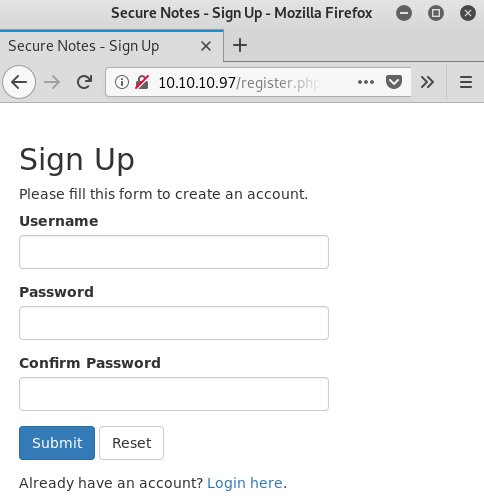 Secure Notes - Sign Up - Mozilla Firefox
Secure Notes - Sign Up
10.10.10.97/register.php
Sign Up
Please fill this form to create an account.
Username
Password
Confirm Password
Submit Reset
Already have an account? Login here.